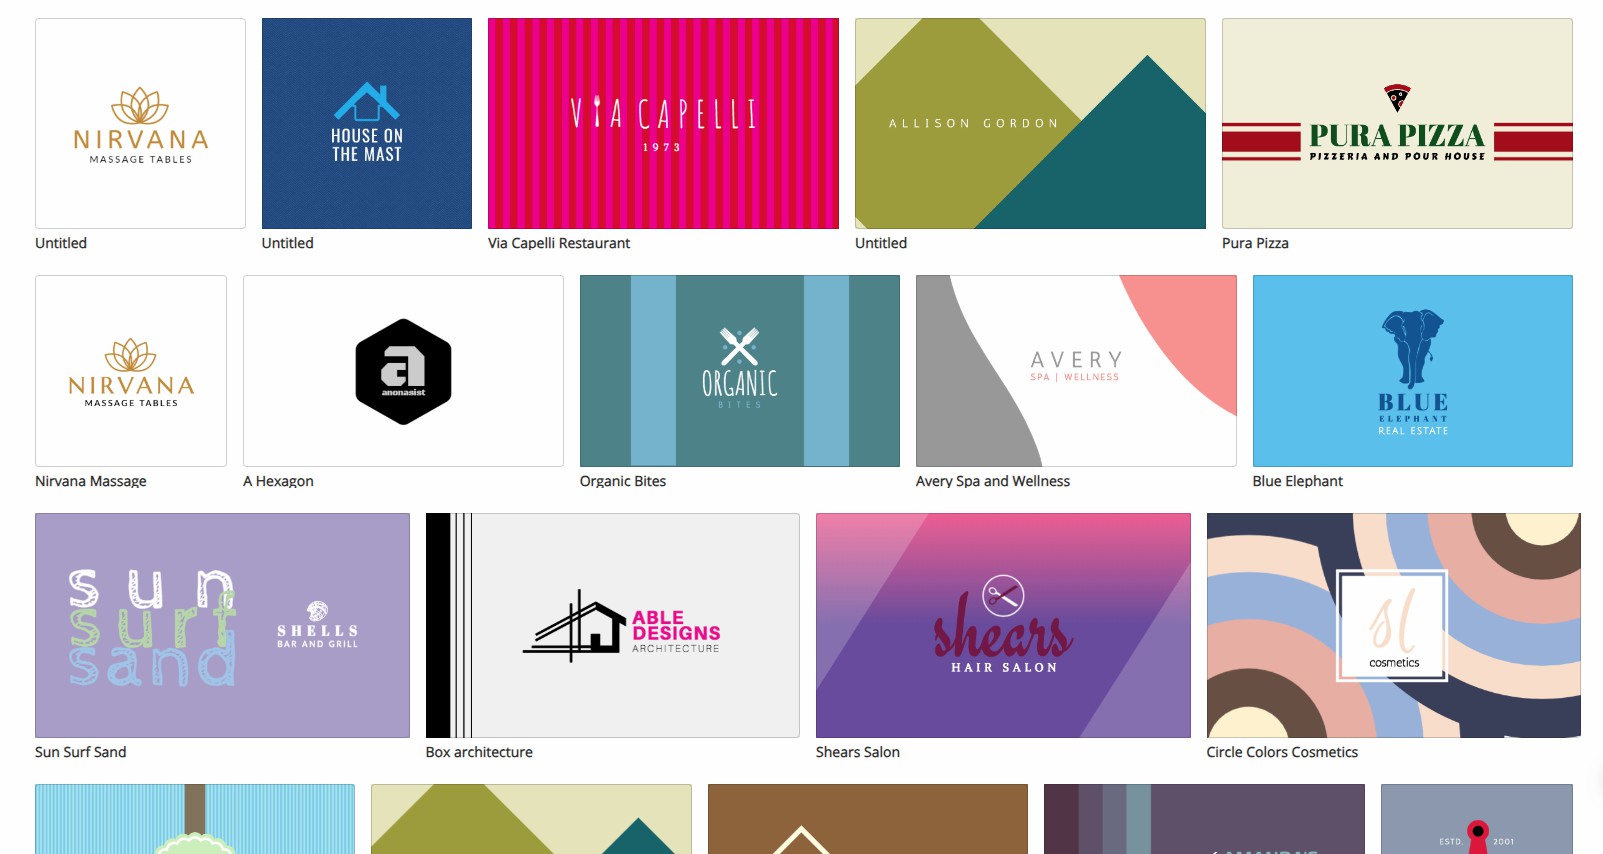 NIRVANA
MASSAGE TABLES
Untitled
HOUSE ON
THE MAST
Untitled
VIA CAPELLI
1973
Via Capelli Restaurant
ALLISON GORDON
Untitled
PURA PIZZA
PIZZERIA AND POUR HOUSE
Pura Pizza
NIRVANA
MASSAGE TABLES
Nirvana Massage
a
anonasist
A Hexagon
ORGANIC
BITES
Organic Bites
AVERY
SPA | WELLNESS
Avery Spa and Wellness
BLUE
ELEPHANT
REAL ESTATE
Blue Elephant
sun
surf
sand
SHELLS
BAR AND GRILL
Sun Surf Sand
ABLE
DESIGNS
ARCHITECTURE
Box architecture
shears
HAIR SALON
Shears Salon
sl
cosmetics
Circle Colors Cosmetics
ESTD. 2001